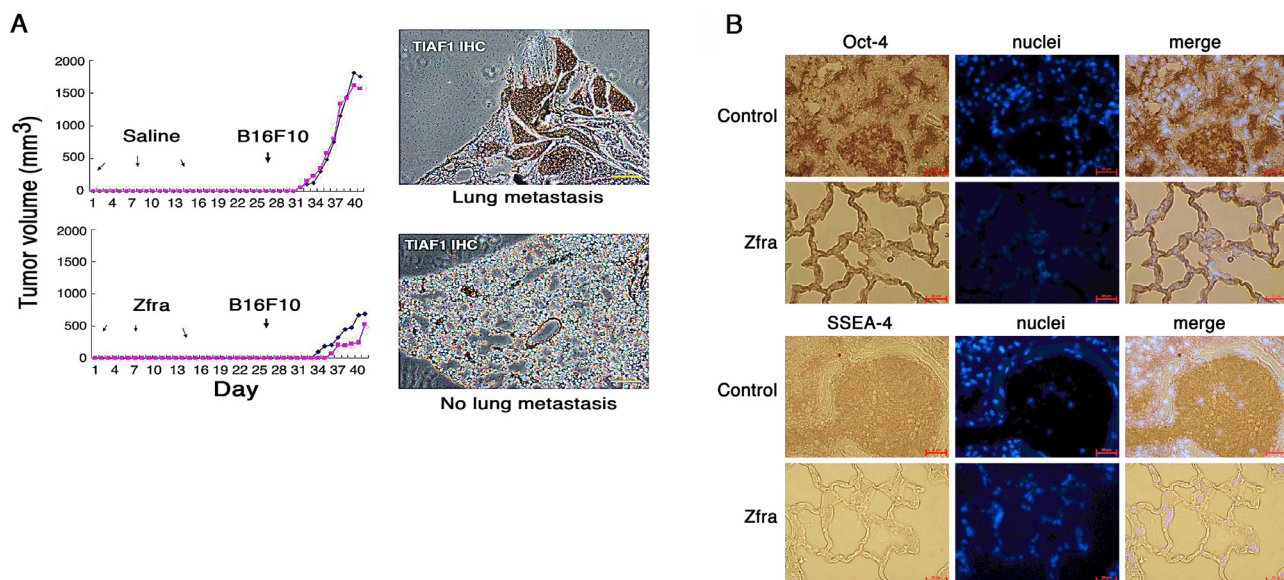 A
Tumor volume (mm³)
2000
1500
1000
500
0
Saline
B16F10
1 4 7 10 13 16 19 22 25 28 31 34 37 40
2000
1500
1000
500
0
Zfra
B16F10
1 4 7 10 13 16 19 22 25 28 31 34 37 40
Day
TIAF1 IHC
Lung metastasis
TIAF1 IHC
No lung metastasis
B
Oct-4 nuclei merge
Control
Zfra
SSEA-4 nuclei merge
Control
Zfra